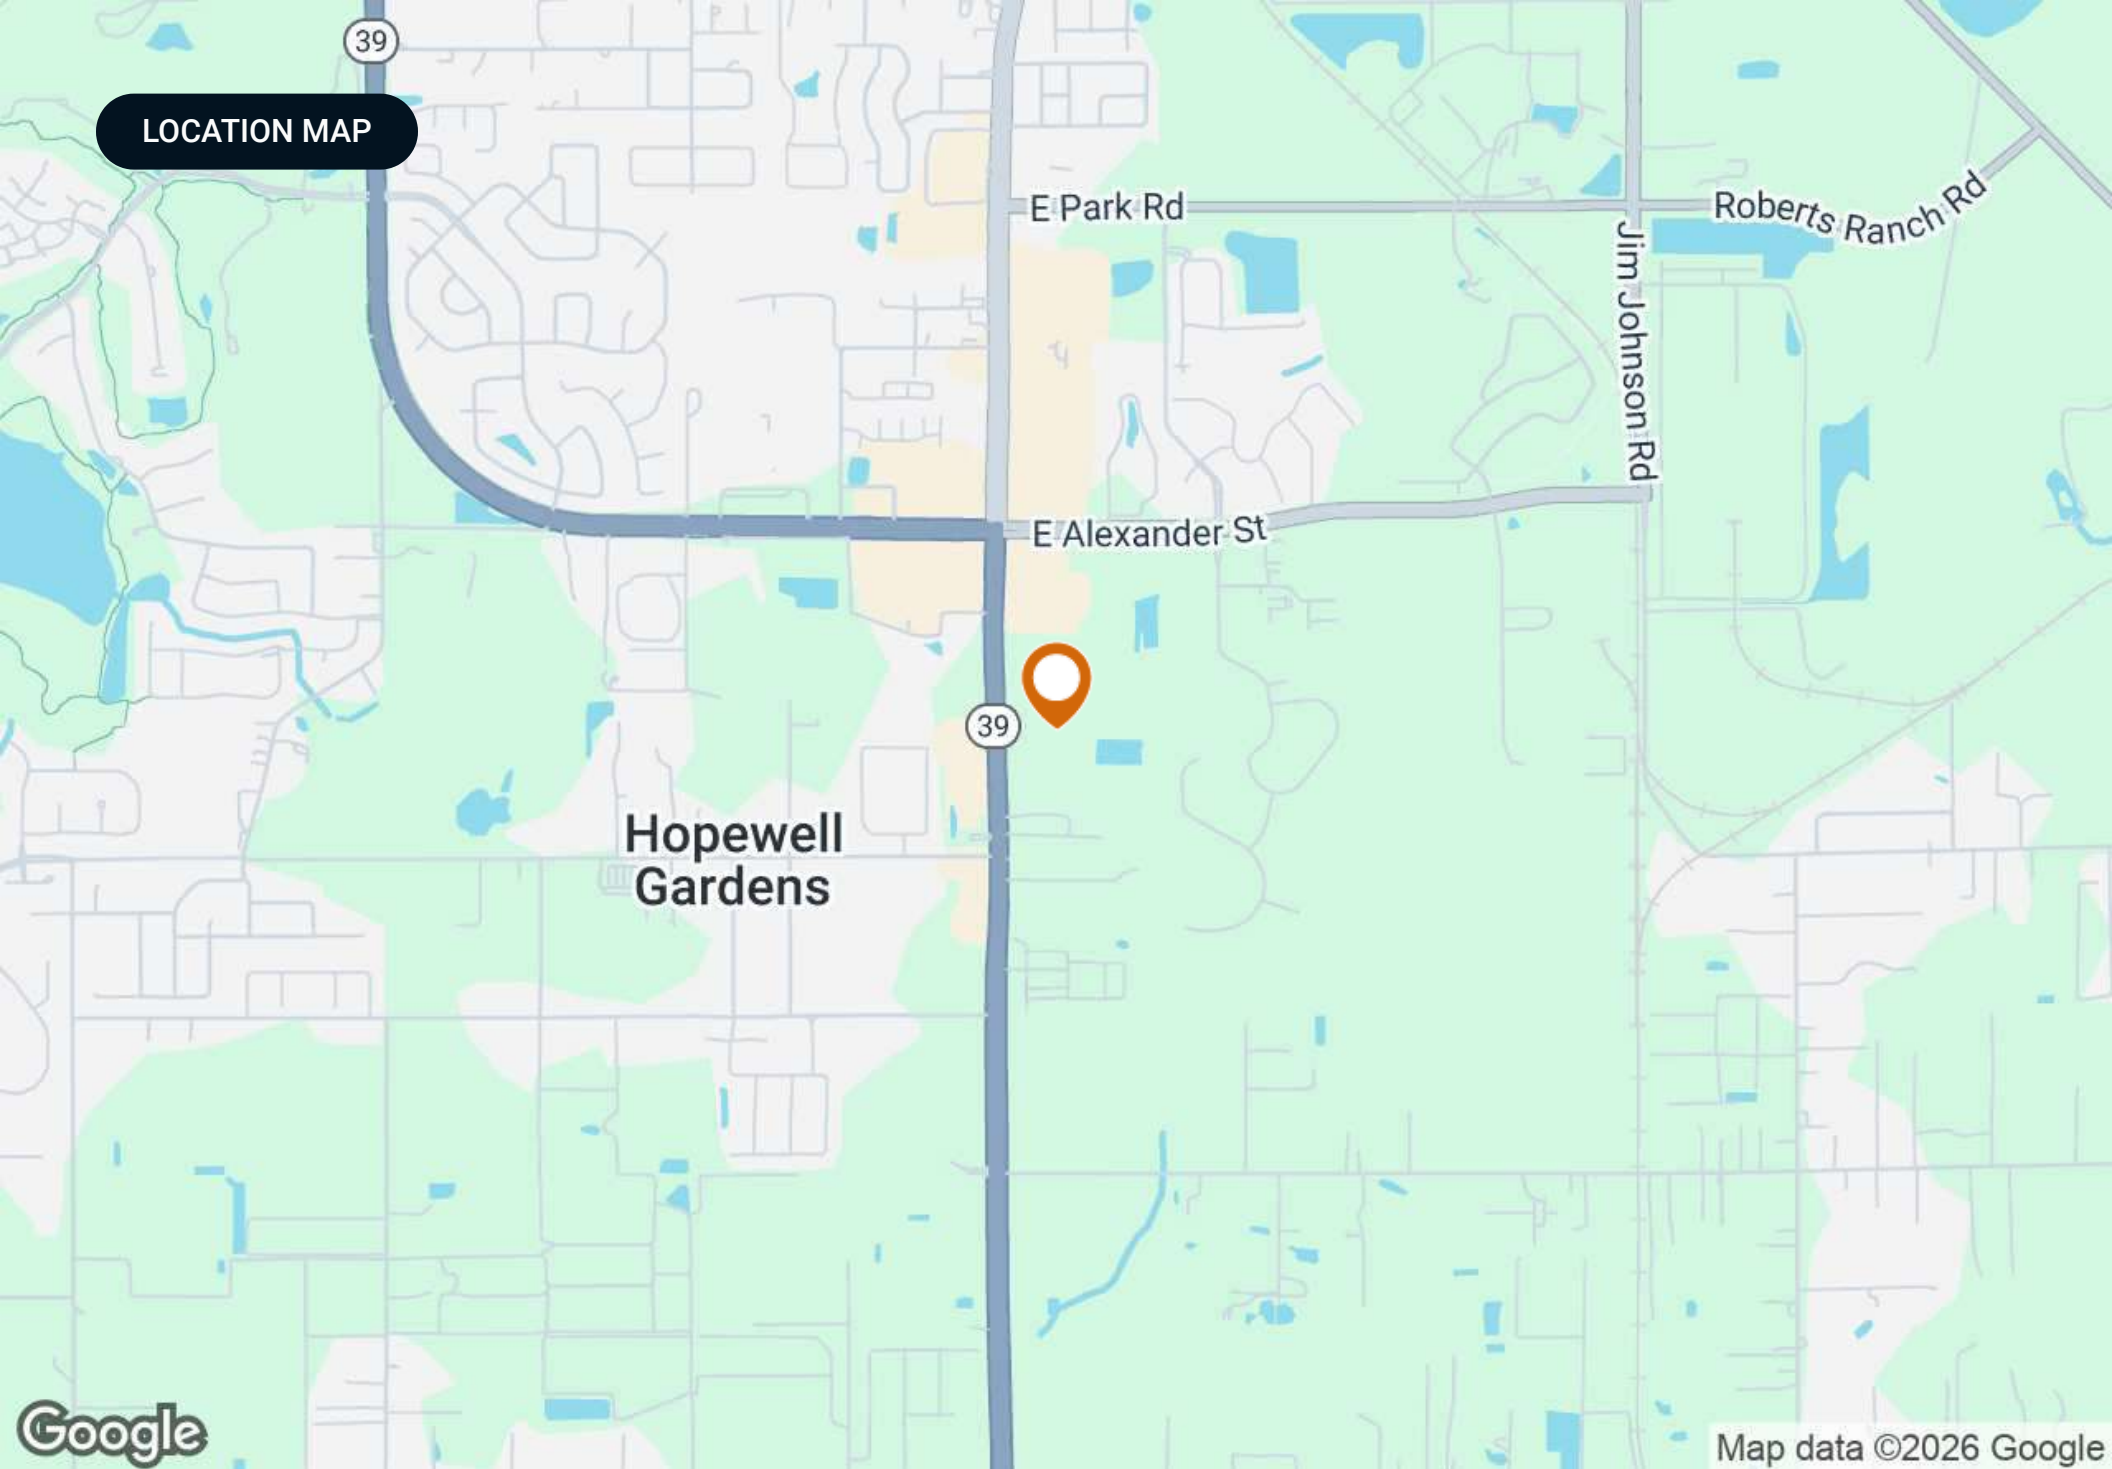 39
LOCATION MAP
E Park Rd
Roberts Ranch Rd
Jim Johnson Rd
E Alexander St
39
Hopewell
Gardens
Google
Map data ©2026 Google